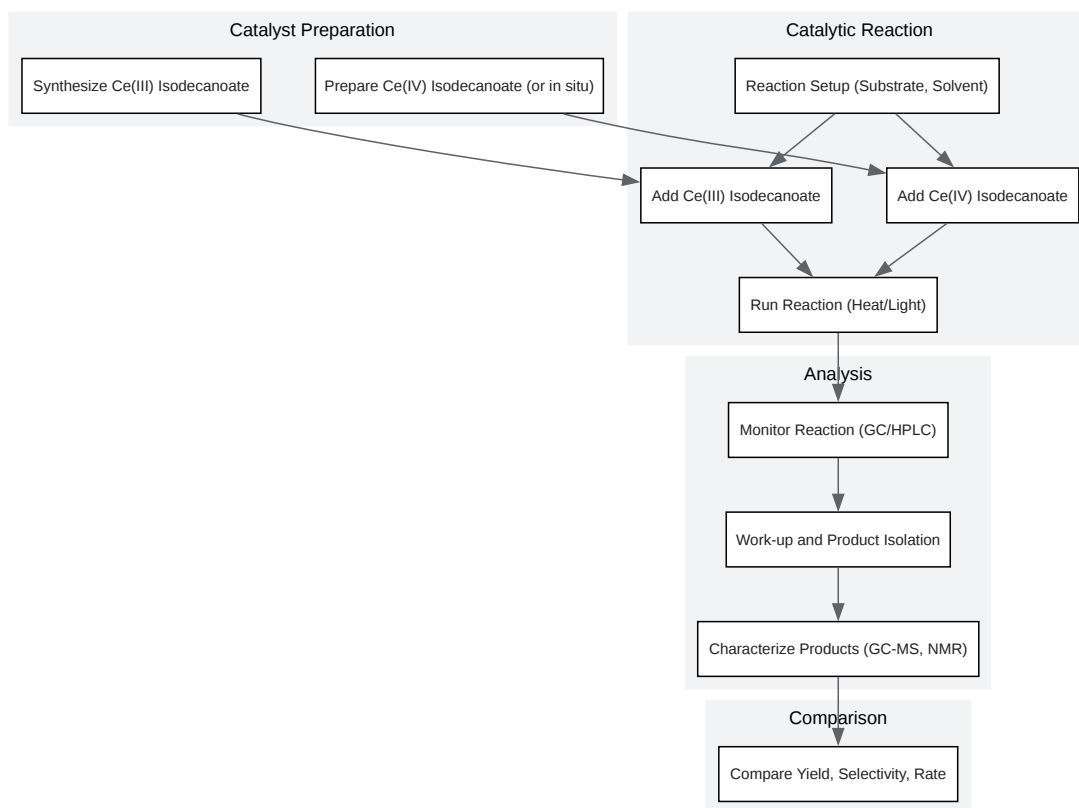 Catalyst Preparation
Synthesize Ce(III) Isodecanoate
Prepare Ce(IV) Isodecanoate (or in situ)
Catalytic Reaction
Reaction Setup (Substrate, Solvent)
Add Ce(III) Isodecanoate
Add Ce(IV) Isodecanoate
Run Reaction (Heat/Light)
Analysis
Monitor Reaction (GC/HPLC)
Work-up and Product Isolation
Characterize Products (GC-MS, NMR)
Comparison
Compare Yield, Selectivity, Rate